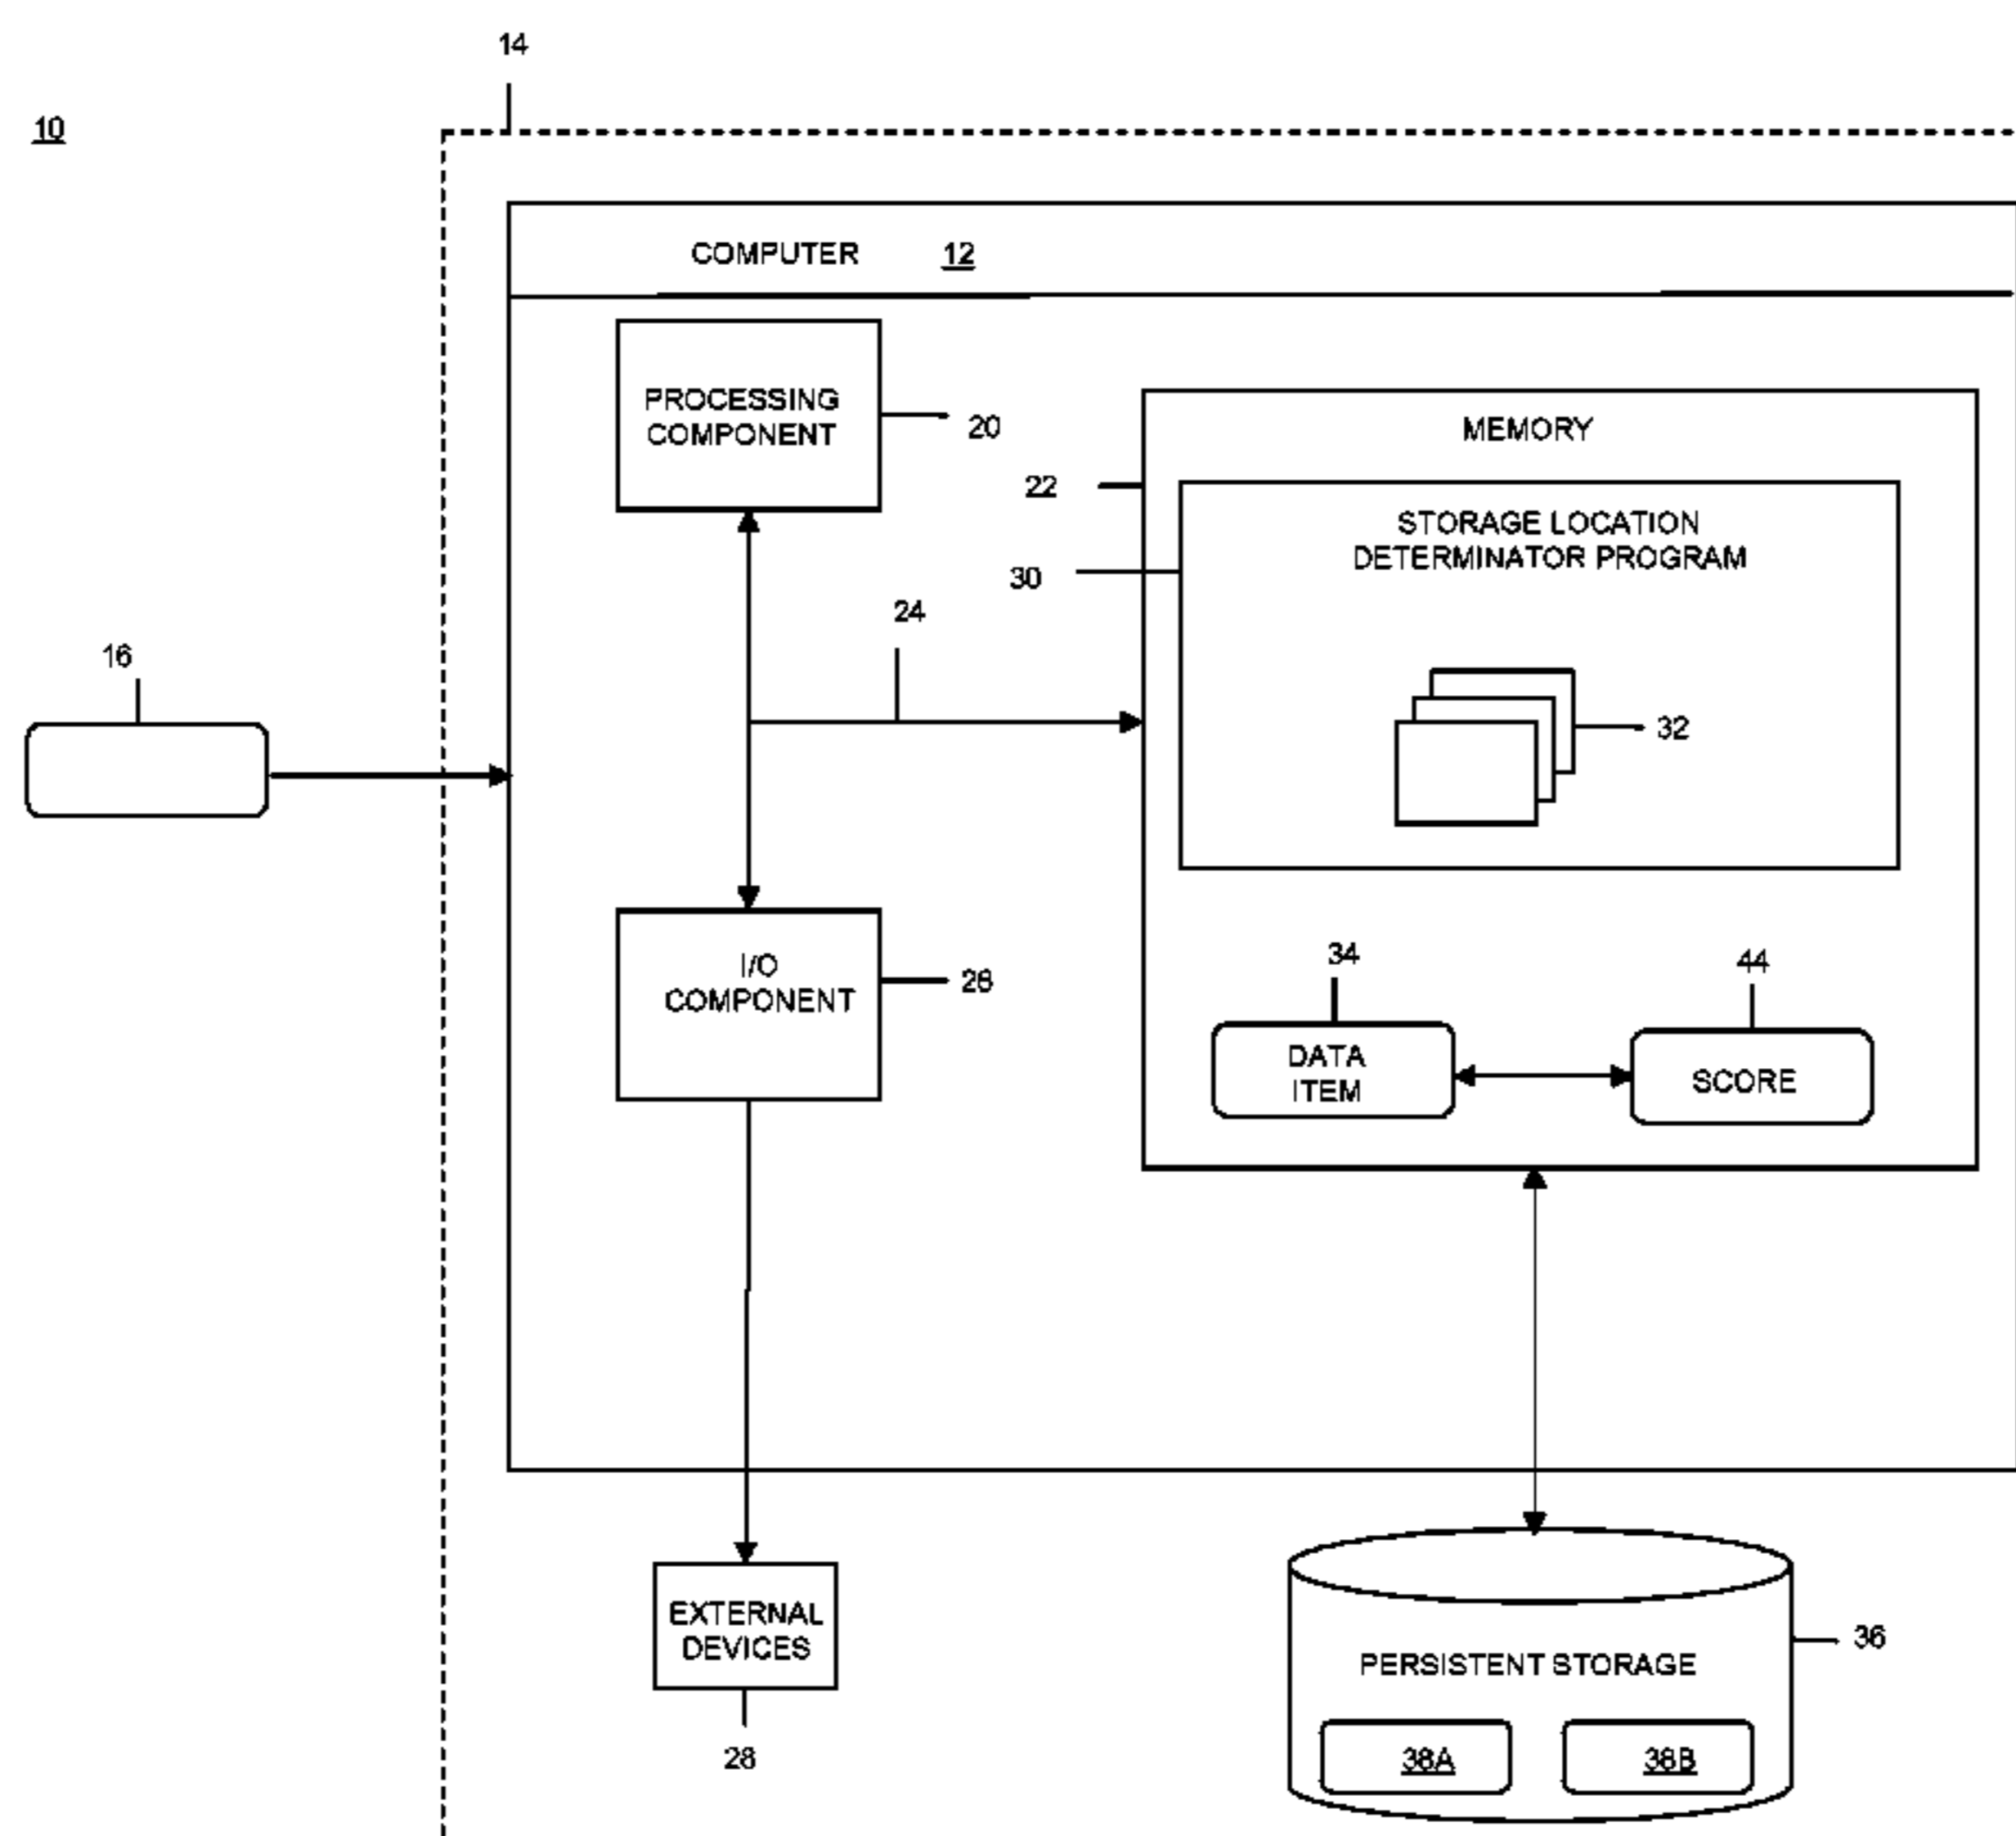 14
10
COMPUTER 12
PROCESSING
COMPONENT
20
MEMORY
22
STORAGE LOCATION
DETERMINATOR PROGRAM
30
24
16
32
I/O
COMPONENT
26
34
44
DATA
ITEM
SCORE
EXTERNAL
DEVICES
28
PERSISTENT STORAGE
36
38A
38B